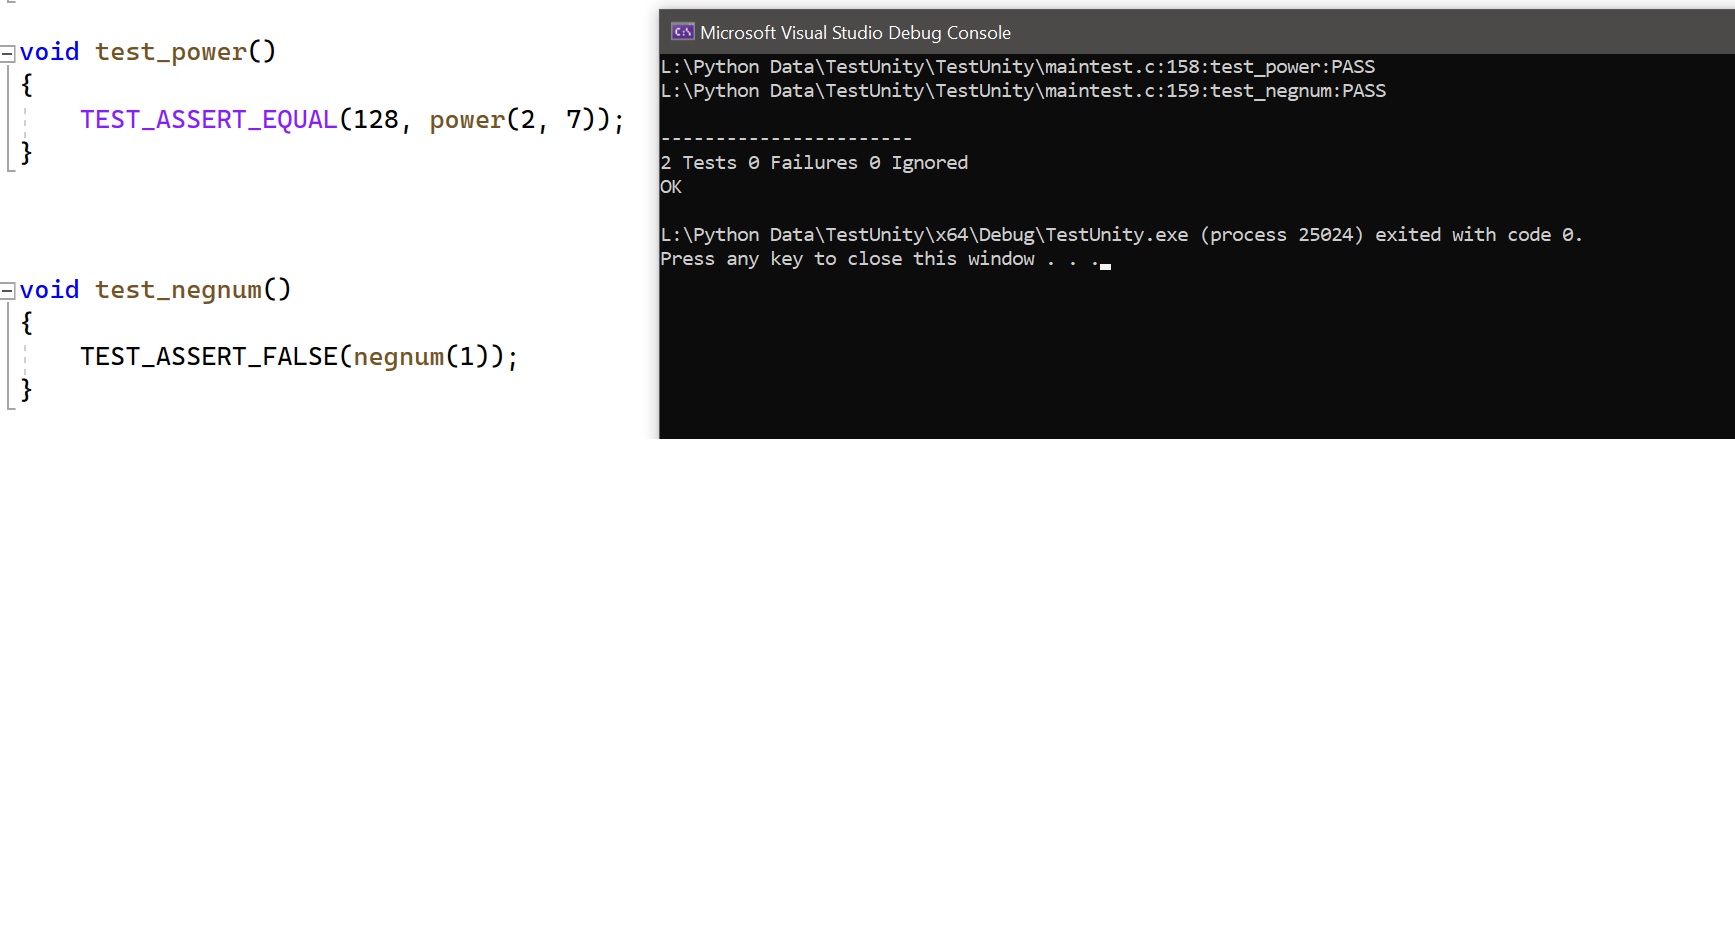 void test_power()
{
TEST_ASSERT_EQUAL(128, power(2, 7));
}
void test_negnum()
{
TEST_ASSERT_FALSE(negnum(1));
}
C:\
Microsoft Visual Studio Debug Console
L:\Python Data\TestUnity\TestUnity\maintest.c:158:test_power:PASS
L:\Python Data\TestUnity\TestUnity\maintest.c:159:test_negnum:PASS
-----------------------
2 Tests 0 Failures 0 Ignored
OK
L:\Python Data\TestUnity\x64\Debug\TestUnity.exe (process 25024) exited with code 0.
Press any key to close this window . . .